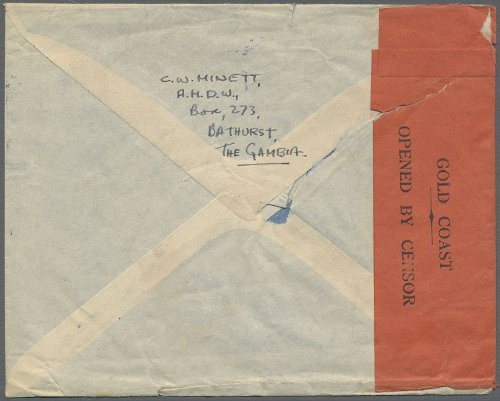 C.W. MINETT,
A.M.D.W.,
Box, 273,
BATHURST,
THE GAMBIA.
GOLD COAST
OPENED BY CENSOR